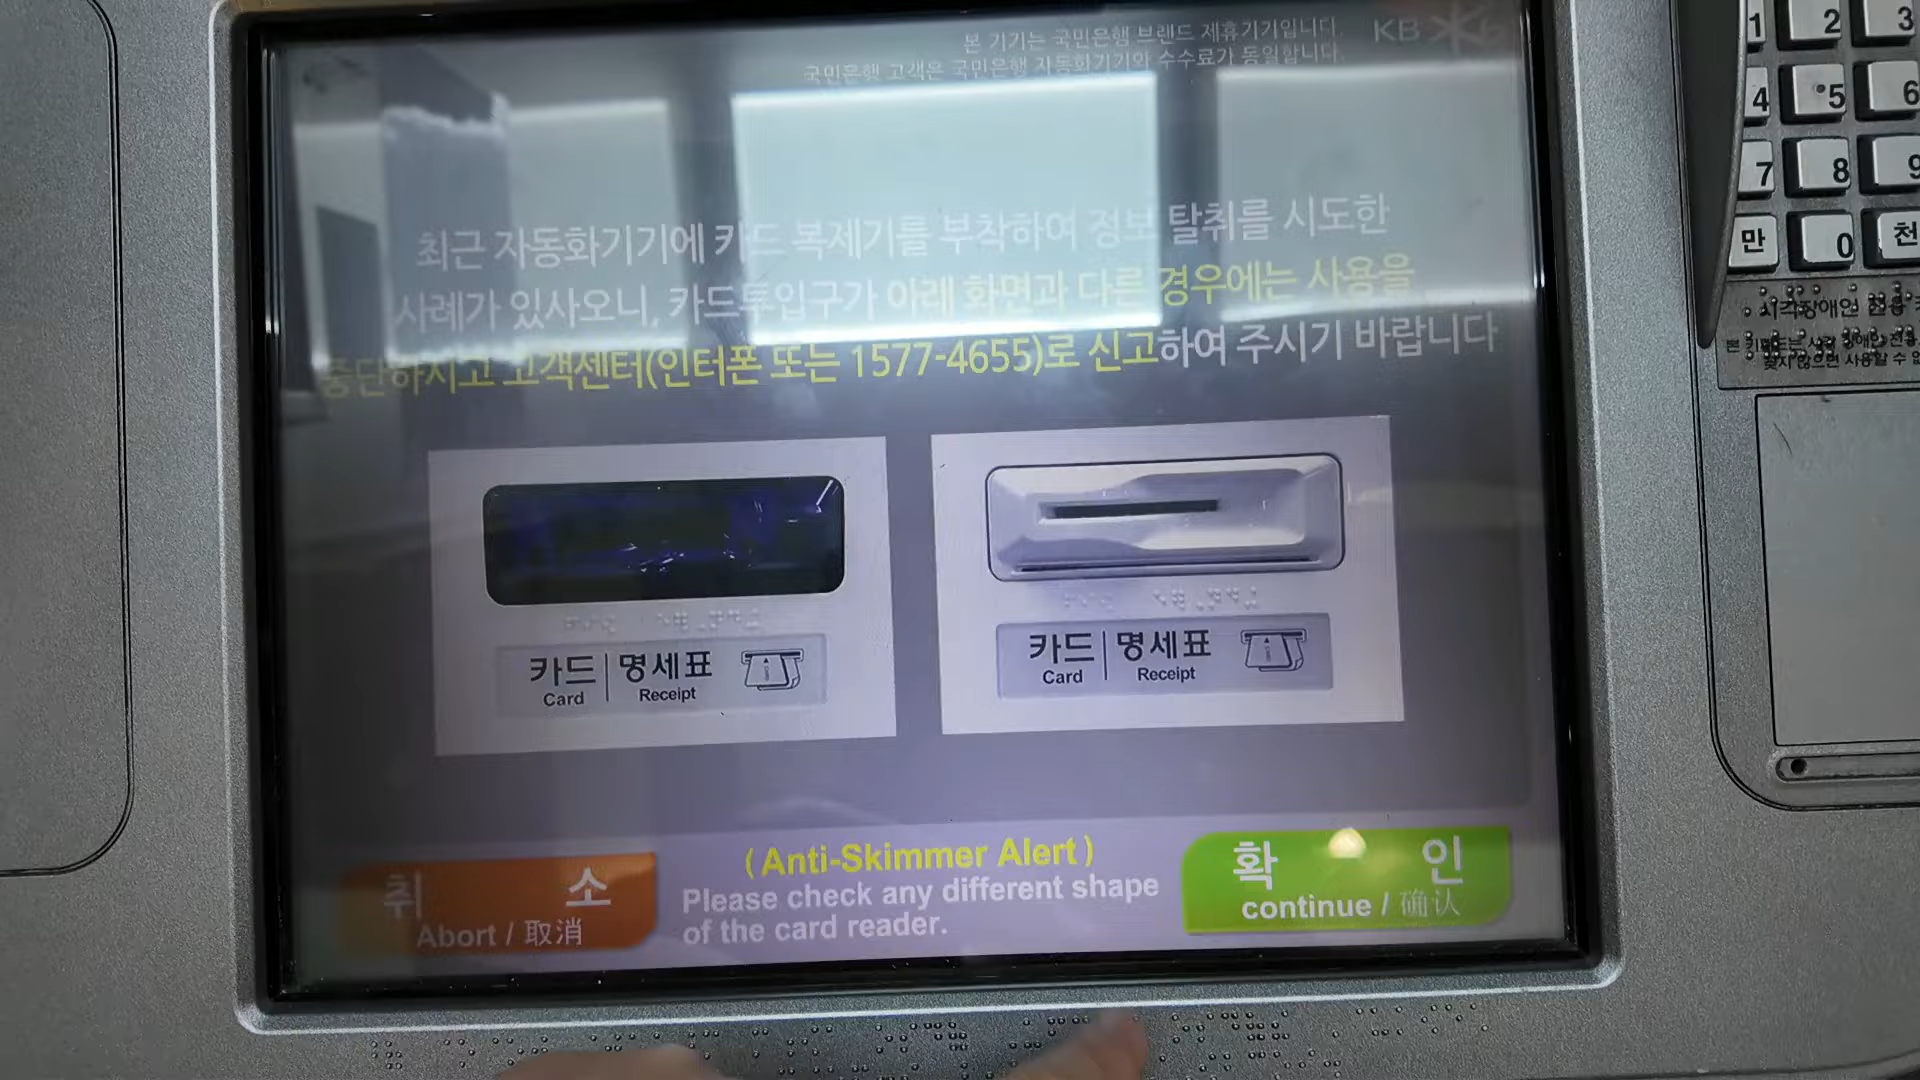 본 기기는 국민은행 브랜드 제휴기기입니다.
국민은행 고객은 국민은행 자동화기기와 수수료가 동일합니다.
KB
최근 자동화기기에 카드 복제기를 부착하여 정보 탈취를 시도한
사례가 있사오니, 카드투입구가 아래 화면과 다른 경우에는 사용을
중단하시고 고객센터(인터폰 또는 1577-4655)로 신고하여 주시기 바랍니다
카드 | 명세표
Card Receipt
카드 | 명세표
Card Receipt
취 소
Abort / 取消
(Anti-Skimmer Alert)
Please check any different shape
of the card reader.
확 인
continue / 确认
1 2 3
4 5 6
7 8 9
만 0 천
시각장애인 전용